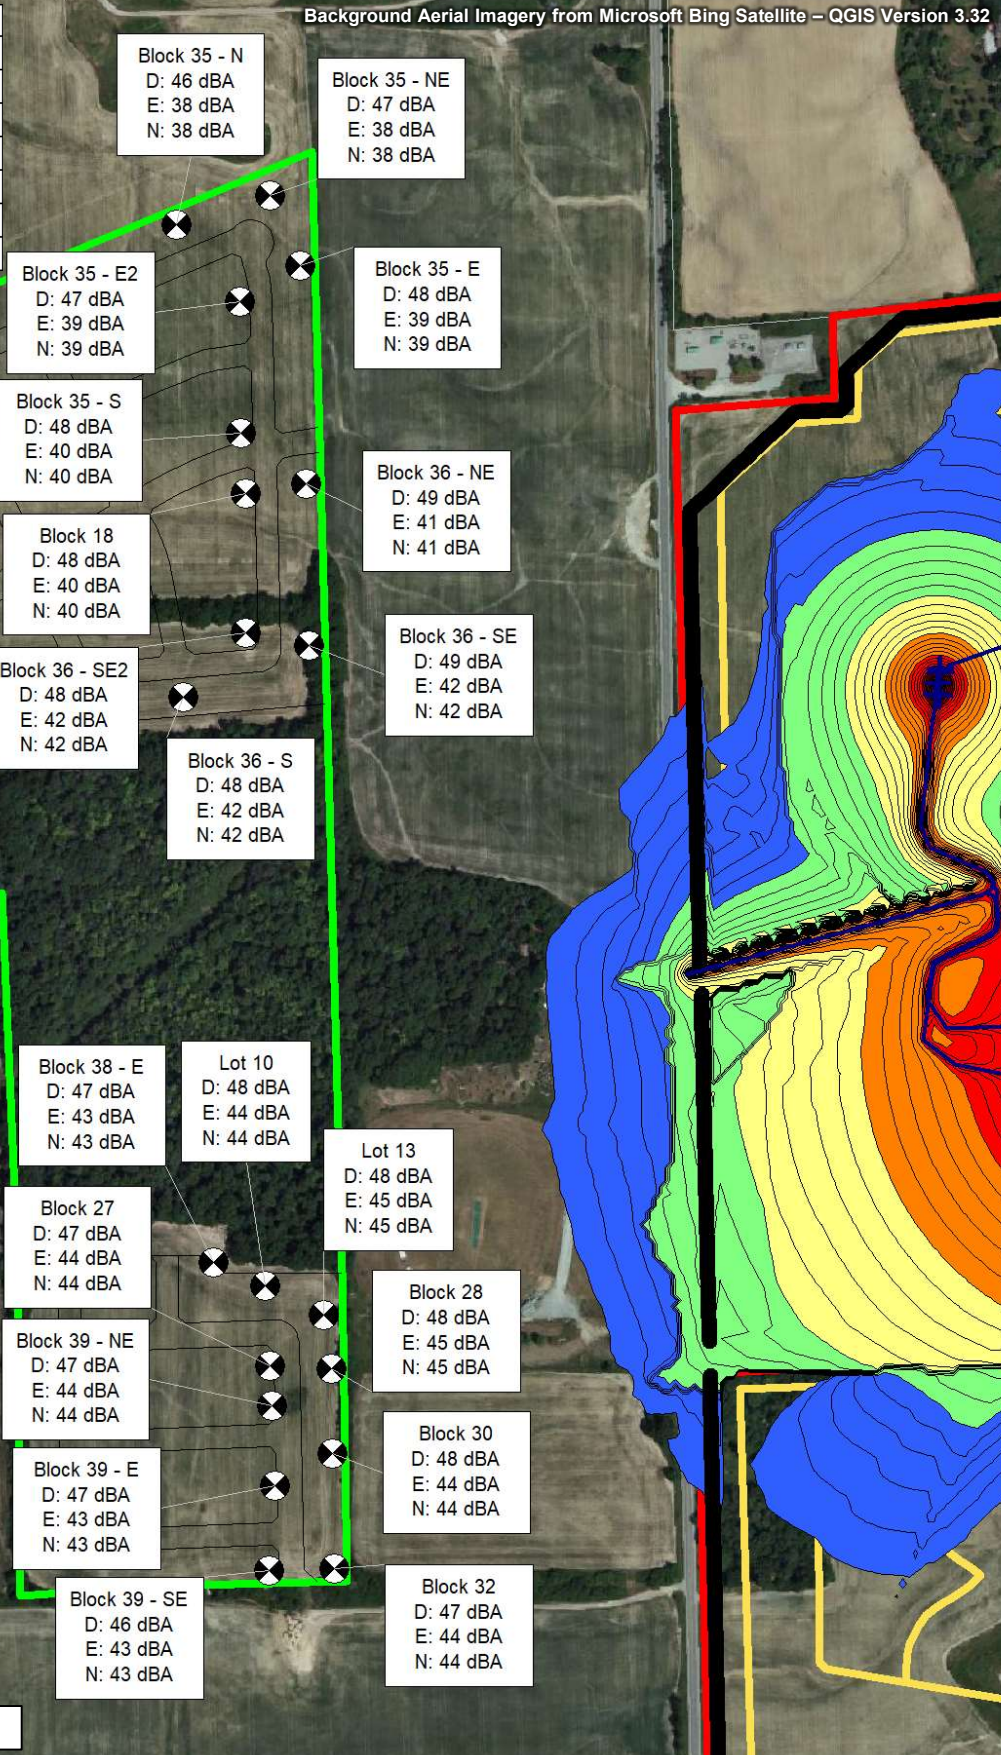 Background Aerial Imagery from Microsoft Bing Satellite – QGIS Version 3.32
Block 35 - N
D: 46 dBA
E: 38 dBA
N: 38 dBA
Block 35 - NE
D: 47 dBA
E: 38 dBA
N: 38 dBA
Block 35 - E2
D: 47 dBA
E: 39 dBA
N: 39 dBA
Block 35 - E
D: 48 dBA
E: 39 dBA
N: 39 dBA
Block 35 - S
D: 48 dBA
E: 40 dBA
N: 40 dBA
Block 36 - NE
D: 49 dBA
E: 41 dBA
N: 41 dBA
Block 18
D: 48 dBA
E: 40 dBA
N: 40 dBA
Block 36 - SE
D: 49 dBA
E: 42 dBA
N: 42 dBA
Block 36 - SE2
D: 48 dBA
E: 42 dBA
N: 42 dBA
Block 36 - S
D: 48 dBA
E: 42 dBA
N: 42 dBA
Block 38 - E
D: 47 dBA
E: 43 dBA
N: 43 dBA
Lot 10
D: 48 dBA
E: 44 dBA
N: 44 dBA
Lot 13
D: 48 dBA
E: 45 dBA
N: 45 dBA
Block 27
D: 47 dBA
E: 44 dBA
N: 44 dBA
Block 28
D: 48 dBA
E: 45 dBA
N: 45 dBA
Block 39 - NE
D: 47 dBA
E: 44 dBA
N: 44 dBA
Block 30
D: 48 dBA
E: 44 dBA
N: 44 dBA
Block 39 - E
D: 47 dBA
E: 43 dBA
N: 43 dBA
Block 32
D: 47 dBA
E: 44 dBA
N: 44 dBA
Block 39 - SE
D: 46 dBA
E: 43 dBA
N: 43 dBA